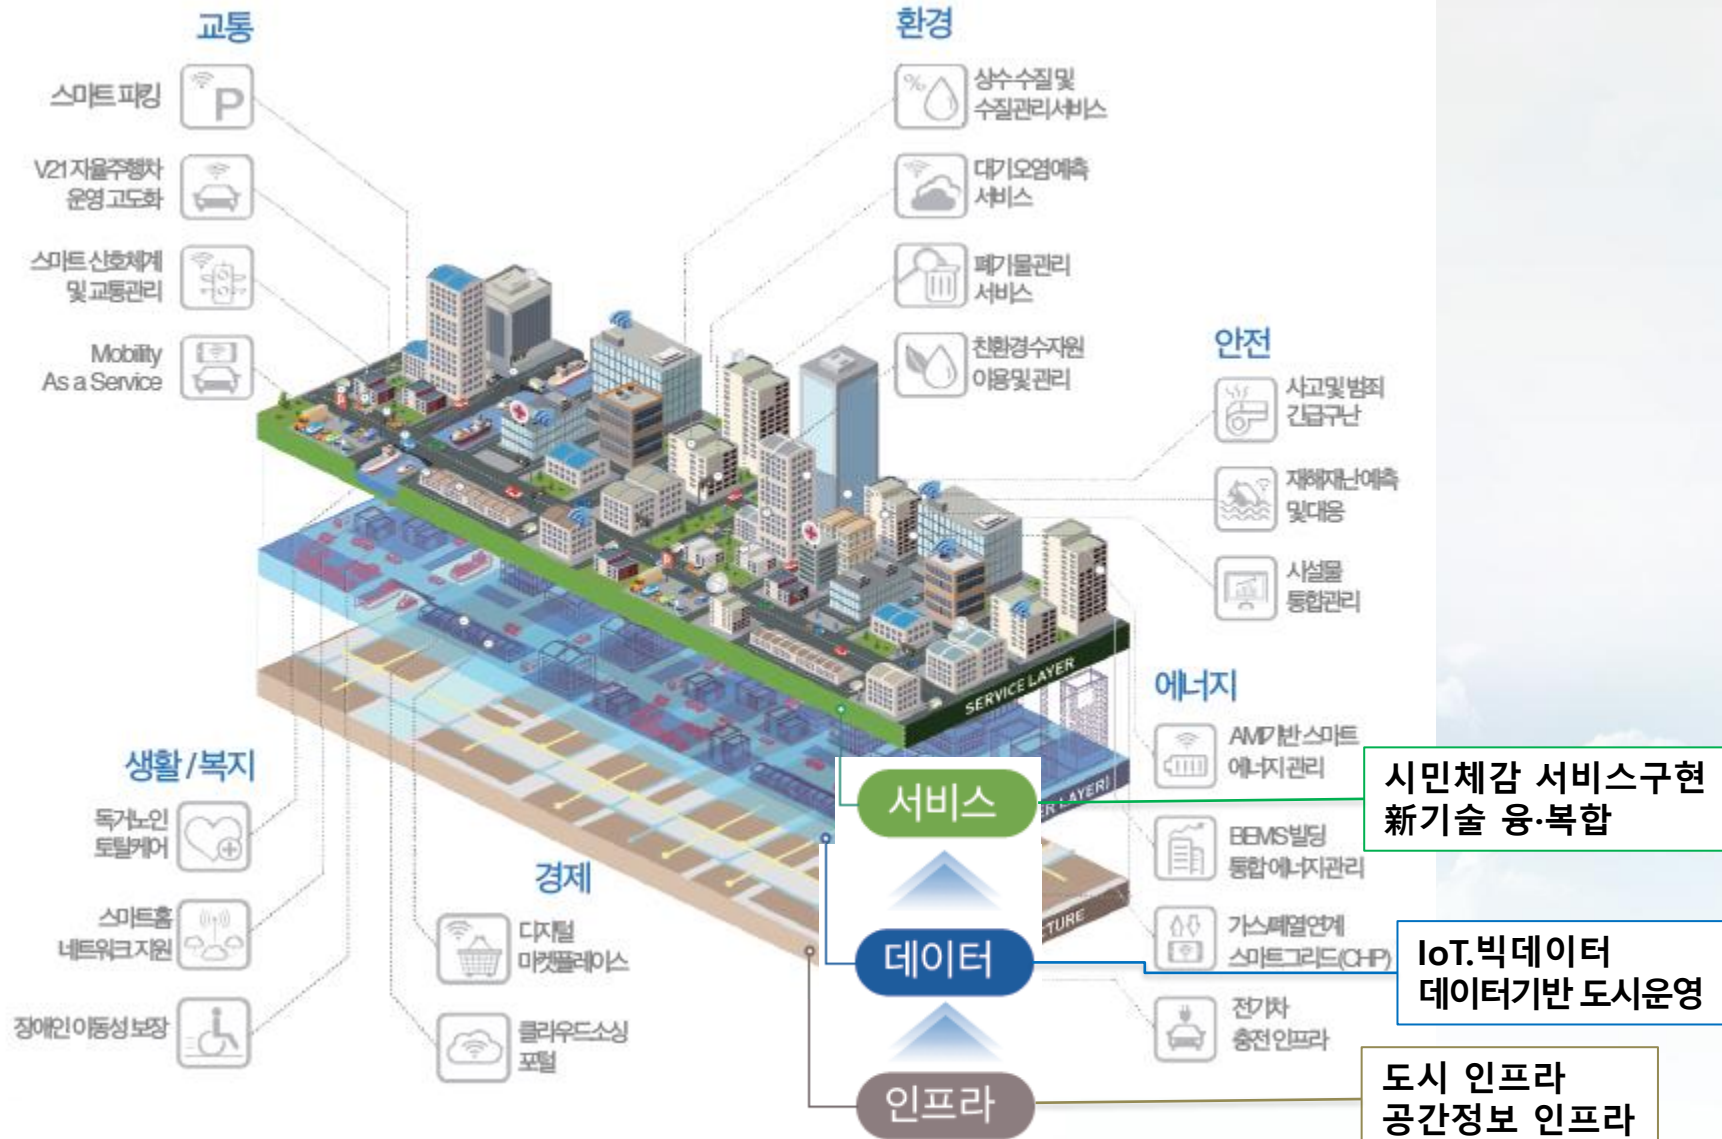 교통
스마트 파킹
V21 자율주행차
운영 고도화
스마트 신호체계
및 교통관리
Mobility
As a Service
환경
상수 수질 및
수질관리 서비스
대기 오염예측
서비스
폐기물관리
서비스
친환경 수자원
이용 및 관리
안전
사고 및 범죄
긴급구난
재해재난 예측
및 대응
시설물
통합관리
SERVICE LAYER
에너지
AMI기반 스마트
에너지 관리
BEMS 빌딩
통합 에너지관리
가스/폐열 연계
스마트그리드(CHP)
전기차
충전 인프라
생활 / 복지
독거노인
토탈케어
스마트홈
네트워크 지원
장애인 이동성 보장
경제
디지털
마켓플레이스
클라우드소싱
포털
서비스
LAYER)
데이터
CTURE
인프라
시민체감 서비스구현
新기술 융·복합
IoT.빅데이터
데이터기반 도시운영
도시 인프라
공간정보 인프라